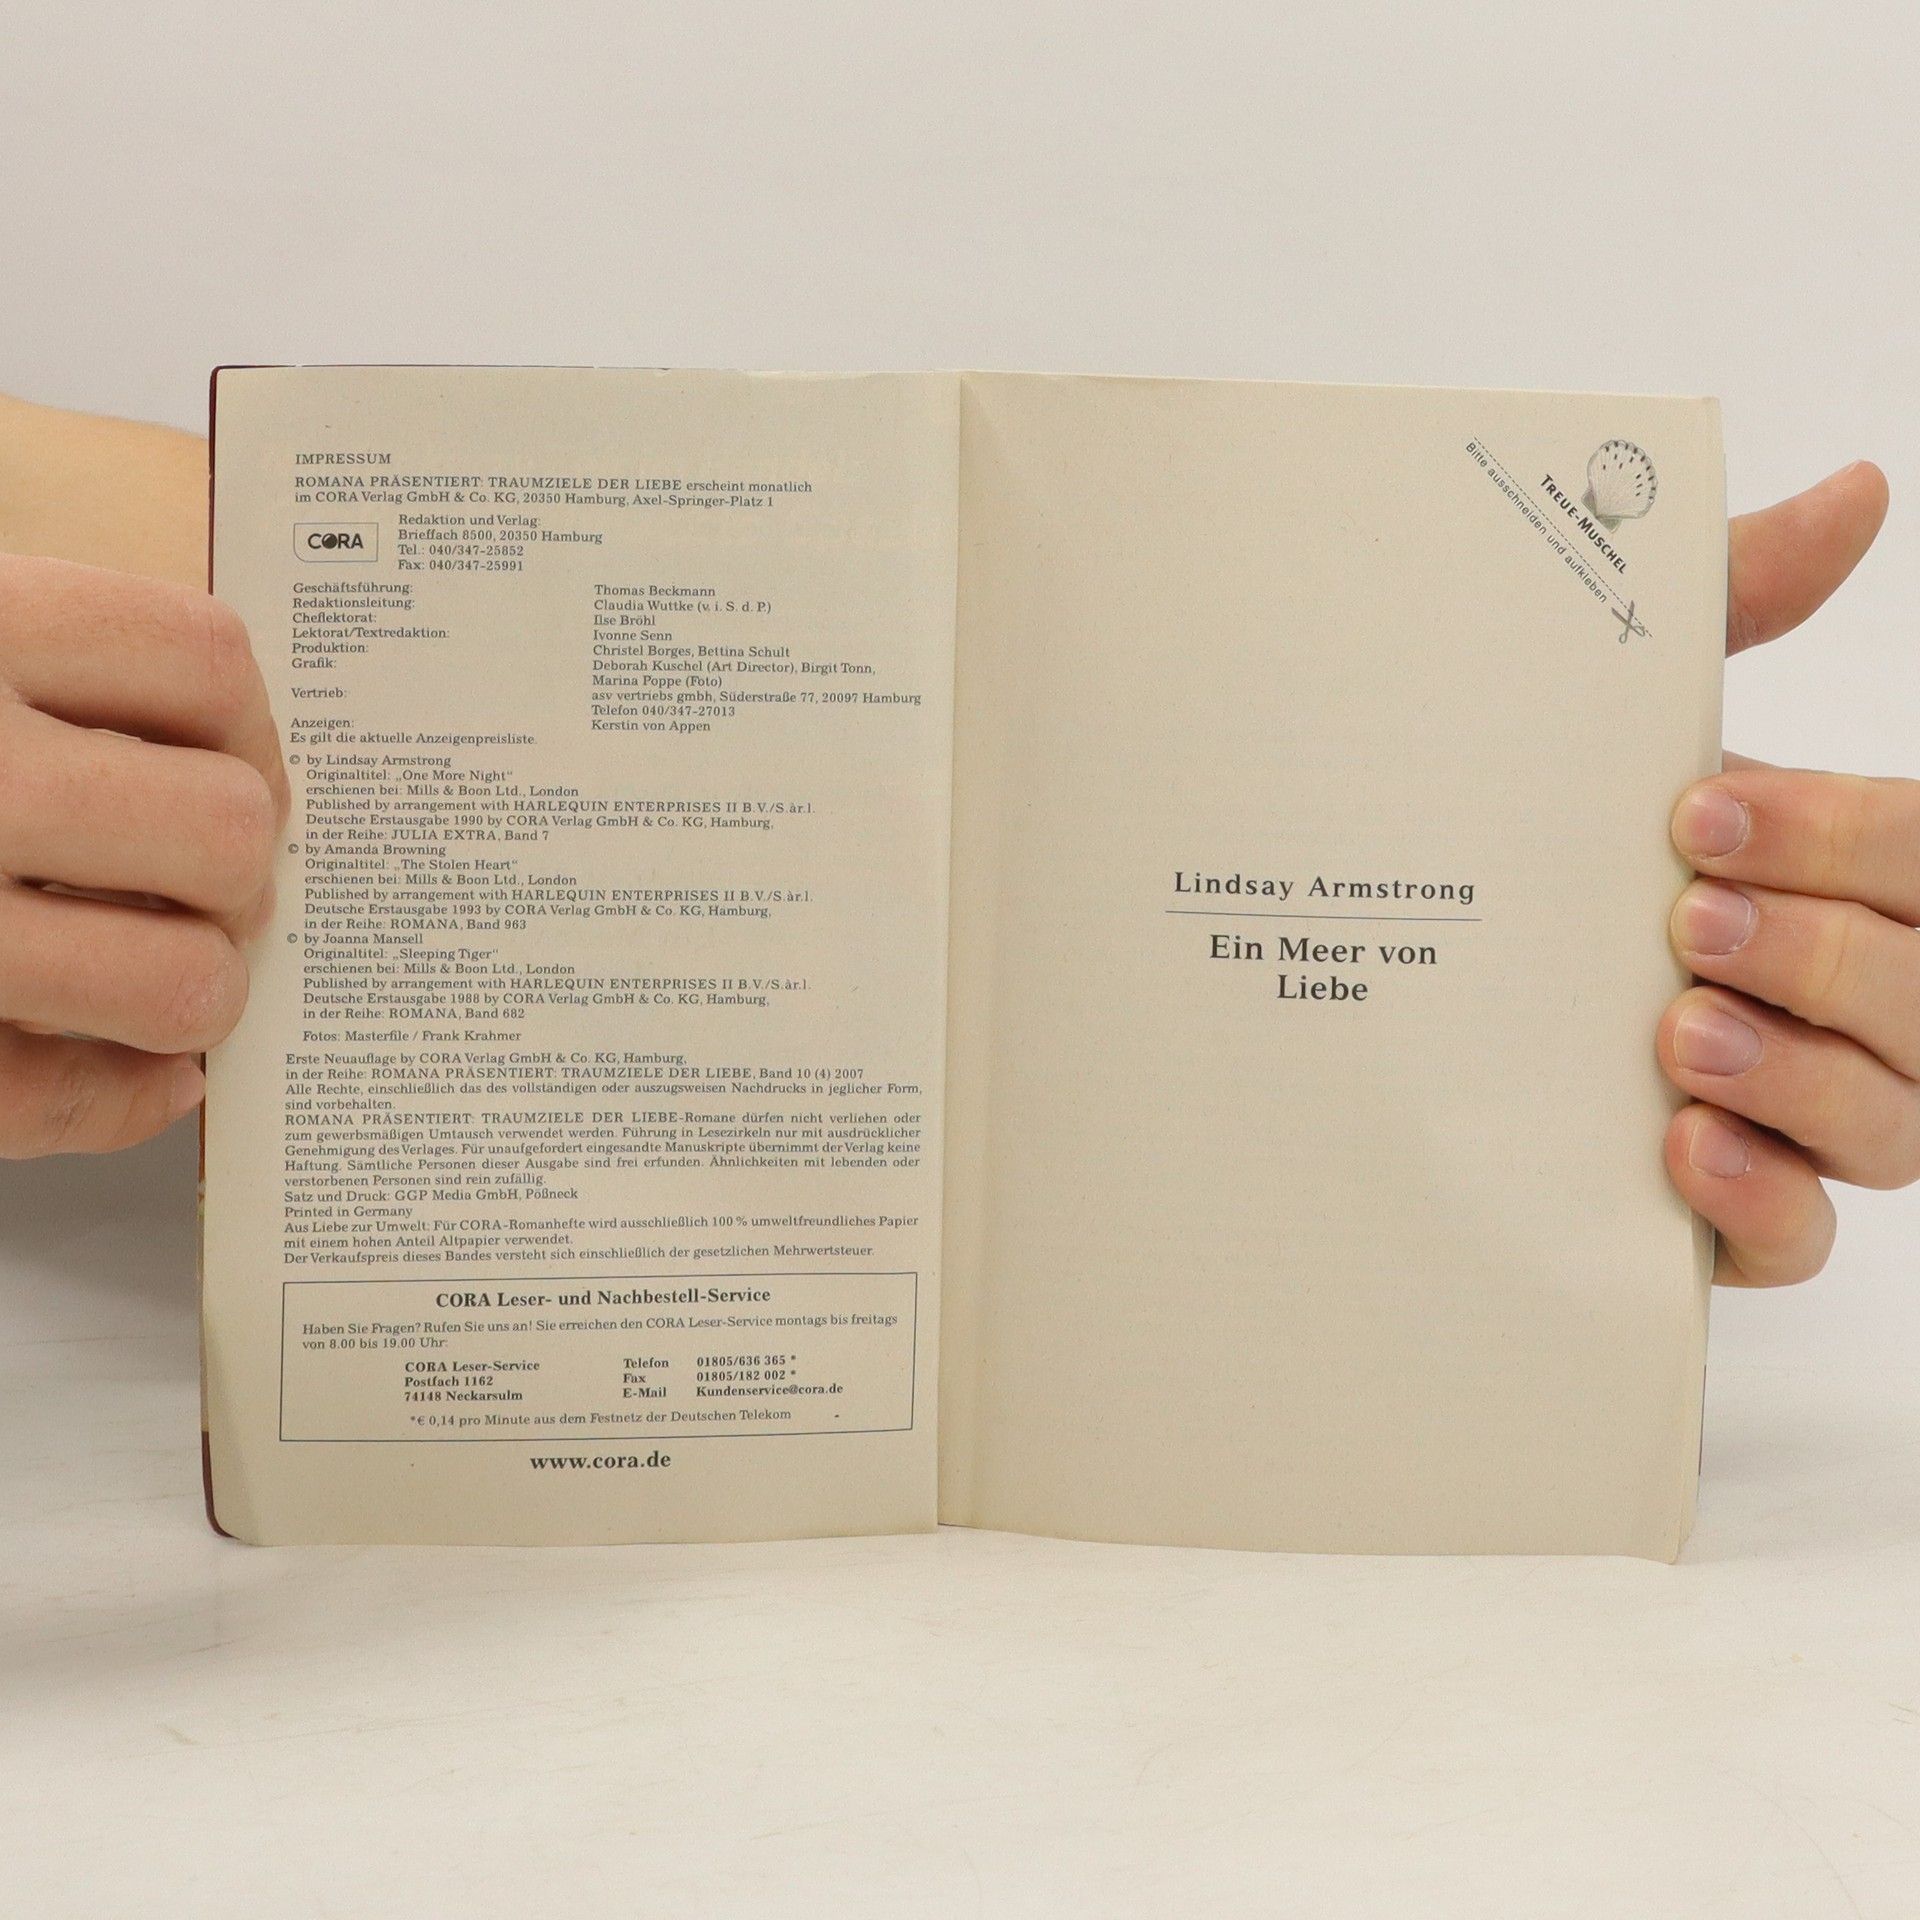 IMPRESSUM
ROMANA PRÄSENTIERT: TRAUMZIELE DER LIEBE erscheint monatlich
im CORA Verlag GmbH & Co. KG, 20350 Hamburg, Axel-Springer-Platz 1
CORA
Redaktion und Verlag:
Brieffach 8500, 20350 Hamburg
Tel.: 040/347-25852
Fax: 040/347-25991
Geschäftsführung: Thomas Beckmann
Redaktionsleitung: Claudia Wuttke (v. i. S. d. P.)
Cheflektorat: Ilse Bröhl
Lektorat/Textredaktion: Ivonne Senn
Produktion: Christel Borges, Bettina Schult
Grafik: Deborah Kuschel (Art Director), Birgit Tonn,
Marina Poppe (Foto)
Vertrieb: asv vertriebs gmbh, Süderstraße 77, 20097 Hamburg
Telefon 040/347-27013
Anzeigen: Kerstin von Appen
Es gilt die aktuelle Anzeigenpreisliste.
© by Lindsay Armstrong
Originaltitel: „One More Night“
erschienen bei: Mills & Boon Ltd., London
Published by arrangement with HARLEQUIN ENTERPRISES II B.V./S.àr.l.
Deutsche Erstausgabe 1990 by CORA Verlag GmbH & Co. KG, Hamburg,
in der Reihe: JULIA EXTRA, Band 7
© by Amanda Browning
Originaltitel: „The Stolen Heart“
erschienen bei: Mills & Boon Ltd., London
Published by arrangement with HARLEQUIN ENTERPRISES II B.V./S.àr.l.
Deutsche Erstausgabe 1993 by CORA Verlag GmbH & Co. KG, Hamburg,
in der Reihe: ROMANA, Band 963
© by Joanna Mansell
Originaltitel: „Sleeping Tiger“
erschienen bei: Mills & Boon Ltd., London
Published by arrangement with HARLEQUIN ENTERPRISES II B.V./S.àr.l.
Deutsche Erstausgabe 1988 by CORA Verlag GmbH & Co. KG, Hamburg,
in der Reihe: ROMANA, Band 682
Fotos: Masterfile / Frank Krahmer
Erste Neuauflage by CORA Verlag GmbH & Co. KG, Hamburg,
in der Reihe: ROMANA PRÄSENTIERT: TRAUMZIELE DER LIEBE, Band 10 (4) 2007
Alle Rechte, einschließlich das des vollständigen oder auszugsweisen Nachdrucks in jeglicher Form,
sind vorbehalten.
ROMANA PRÄSENTIERT: TRAUMZIELE DER LIEBE-Romane dürfen nicht verliehen oder
zum gewerbsmäßigen Umtausch verwendet werden. Führung in Lesezirkeln nur mit ausdrücklicher
Genehmigung des Verlages. Für unaufgefordert eingesandte Manuskripte übernimmt der Verlag keine
Haftung. Sämtliche Personen dieser Ausgabe sind frei erfunden. Ähnlichkeiten mit lebenden oder
verstorbenen Personen sind rein zufällig.
Satz und Druck: GGP Media GmbH, Pößneck
Printed in Germany
Aus Liebe zur Umwelt: Für CORA-Romanhefte wird ausschließlich 100 % umweltfreundliches Papier
mit einem hohen Anteil Altpapier verwendet.
Der Verkaufspreis dieses Bandes versteht sich einschließlich der gesetzlichen Mehrwertsteuer.
CORA Leser- und Nachbestell-Service
Haben Sie Fragen? Rufen Sie uns an! Sie erreichen den CORA Leser-Service montags bis freitags
von 8.00 bis 19.00 Uhr:
CORA Leser-Service Telefon 01805/636 365 *
Postfach 1162 Fax 01805/182 002 *
74148 Neckarsulm E-Mail Kundenservice@cora.de
*€ 0,14 pro Minute aus dem Festnetz der Deutschen Telekom
www.cora.de
TREUE-MUSCHEL
Bitte ausschneiden und aufkleben
Lindsay Armstrong
Ein Meer von
Liebe